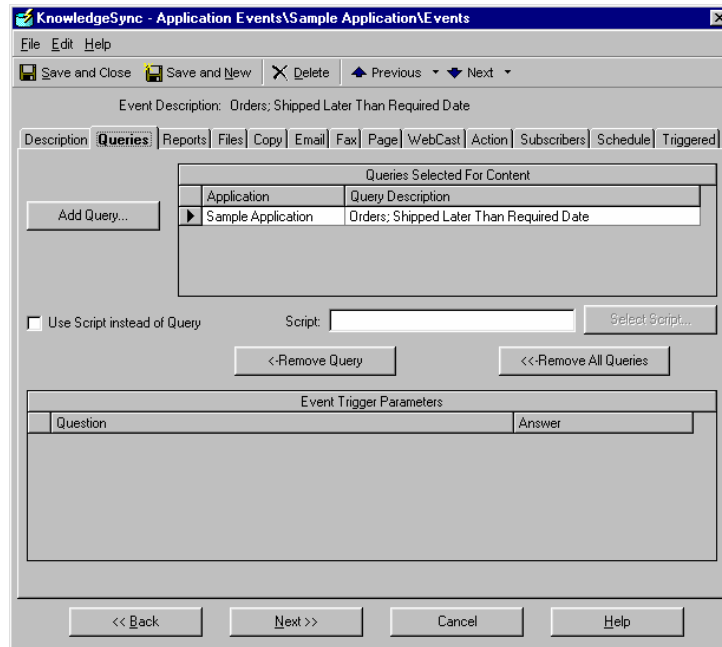 KnowledgeSync - Application Events\Sample Application\Events
File Edit Help
Save and Close Save and New Delete Previous Next
Event Description: Orders; Shipped Later Than Required Date
Description Queries Reports Files Copy Email Fax Page WebCast Action Subscribers Schedule Triggered
Queries Selected For Content
Application Query Description
Add Query... Sample Application Orders; Shipped Later Than Required Date
Use Script instead of Query Script: Select Script...
<-Remove Query <<-Remove All Queries
Event Trigger Parameters
Question Answer
<< Back Next >> Cancel Help